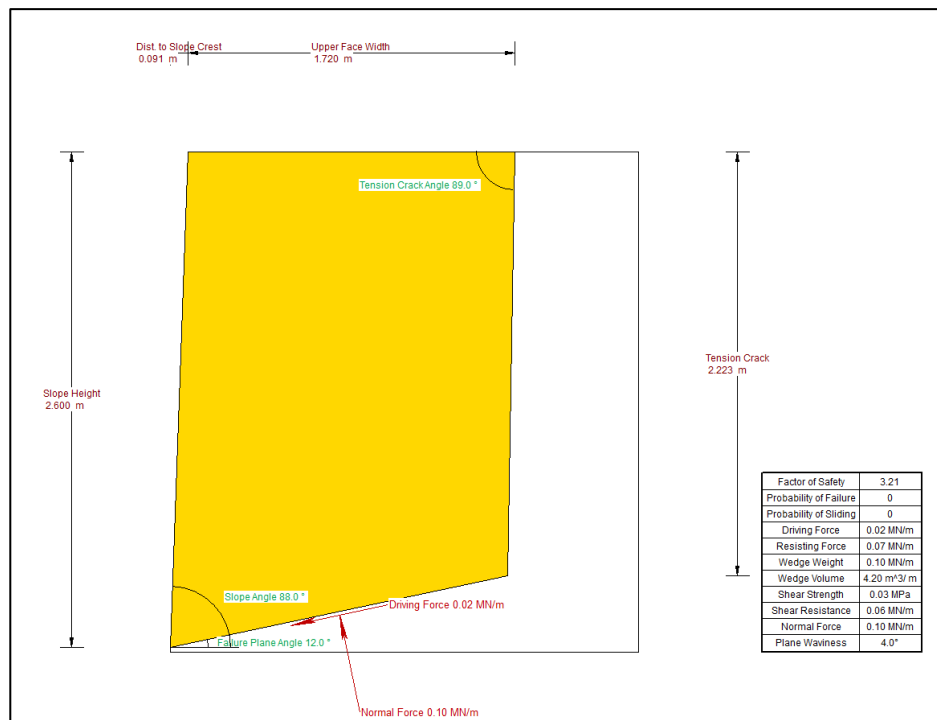 Dist. to Slope Crest
0.091 m
Upper Face Width
1.720 m
Tension Crack Angle 89.0 °
Slope Height
2.600 m
Tension Crack
2.223 m
Slope Angle 88.0 °
Failure Plane Angle 12.0 °
Driving Force 0.02 MN/m
Normal Force 0.10 MN/m
Factor of Safety 3.21
Probability of Failure 0
Probability of Sliding 0
Driving Force 0.02 MN/m
Resisting Force 0.07 MN/m
Wedge Weight 0.10 MN/m
Wedge Volume 4.20 m^3/ m
Shear Strength 0.03 MPa
Shear Resistance 0.06 MN/m
Normal Force 0.10 MN/m
Plane Waviness 4.0°